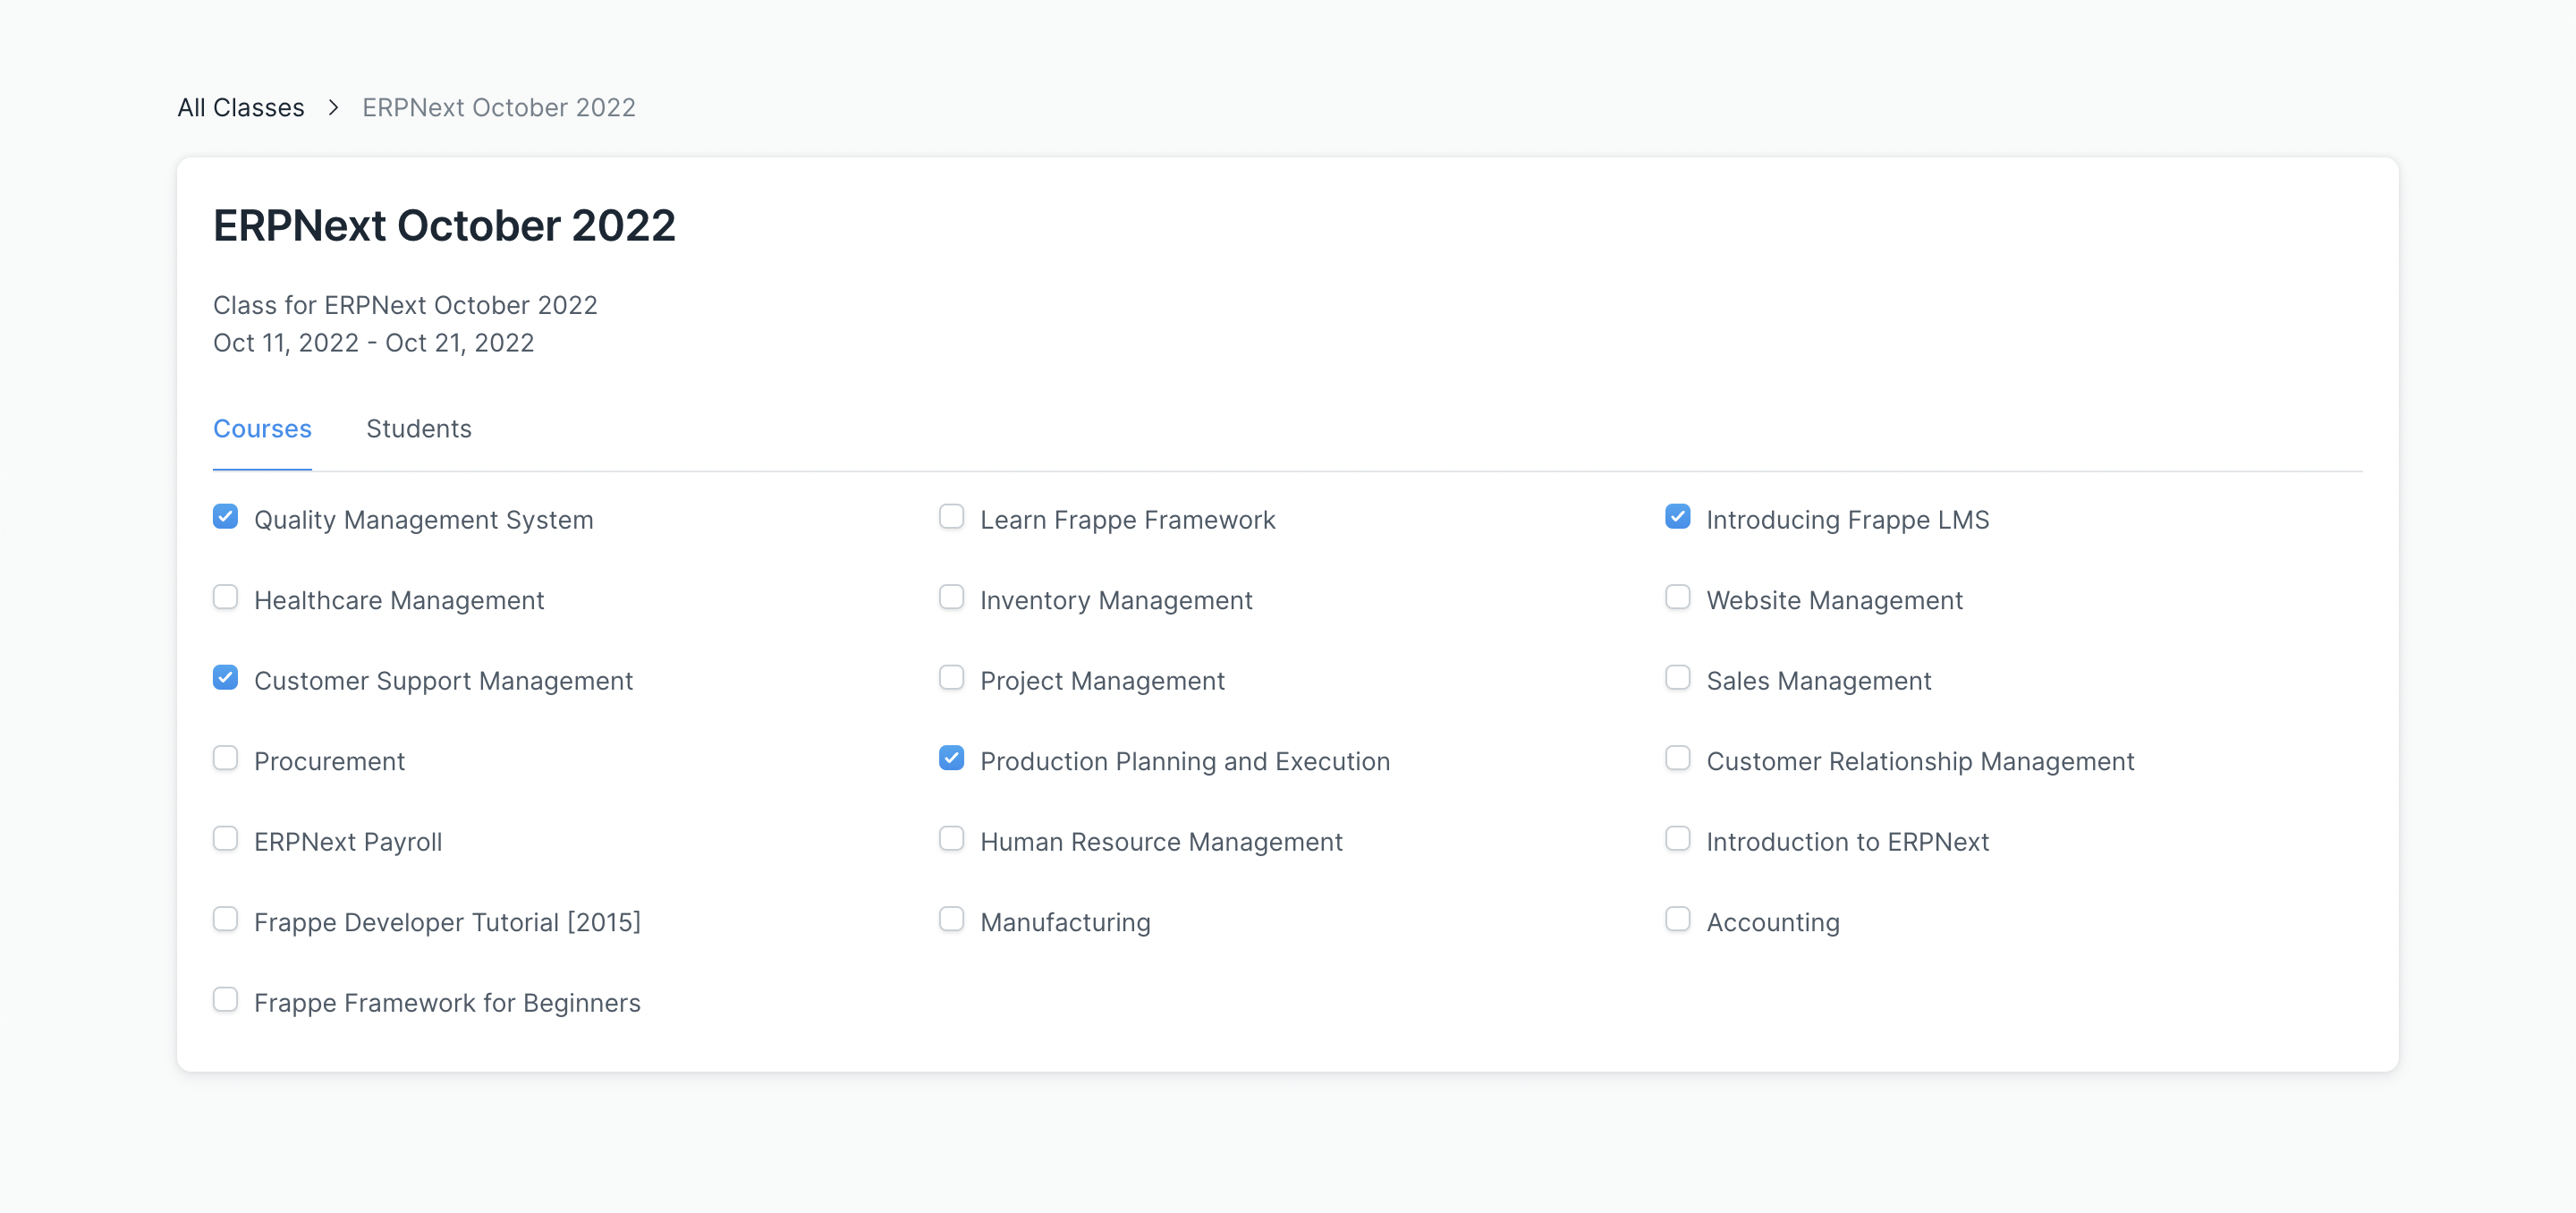 All Classes > ERPNext October 2022
ERPNext October 2022
Class for ERPNext October 2022
Oct 11, 2022 - Oct 21, 2022
Courses Students
Quality Management System Learn Frappe Framework Introducing Frappe LMS
Healthcare Management Inventory Management Website Management
Customer Support Management Project Management Sales Management
Procurement Production Planning and Execution Customer Relationship Management
ERPNext Payroll Human Resource Management Introduction to ERPNext
Frappe Developer Tutorial [2015] Manufacturing Accounting
Frappe Framework for Beginners